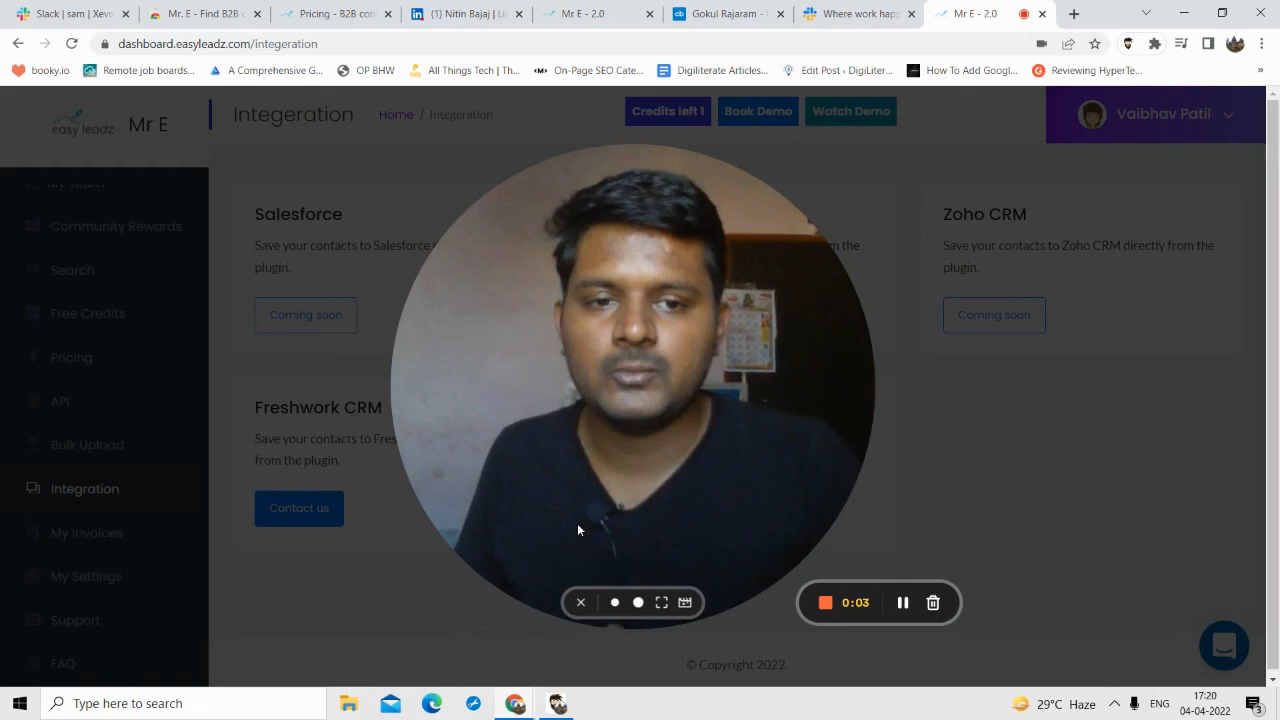 Slack | sam | Kevo
Mr. E - Find B2B
Pricing - B2B Cor
(1) Nitin Bajaj | Li
Mr E - 2.0
Gokul Rajaram -
Where work happ
Mr E - 2.0
dashboard.easyleadz.com/integration
booky.io
Remote job boards...
A Comprehensive G...
OP BHW
All Things Tech | Th...
On-Page SEO Cate...
Digiliterate Articles...
Edit Post ‹ DigiLiter...
How To Add Googl...
Reviewing HyperTe...
easy leadz
Mr E
Integeration
Home / Integeration
Credits left 1
Book Demo
Watch Demo
Vaibhav Patil
My Team
Community Rewards
Search
Free Credits
Pricing
API
Bulk Upload
Integration
My Invoices
My Settings
Support
FAQ
Salesforce
Save your contacts to Salesforce
plugin.
Coming soon
m the
Zoho CRM
Save your contacts to Zoho CRM directly from the
plugin.
Coming soon
Freshwork CRM
Save your contacts to Fres
from the plugin.
Contact us
0:03
© Copyright 2022.
Type here to search
29°C Haze
ENG
17:20
04-04-2022
3